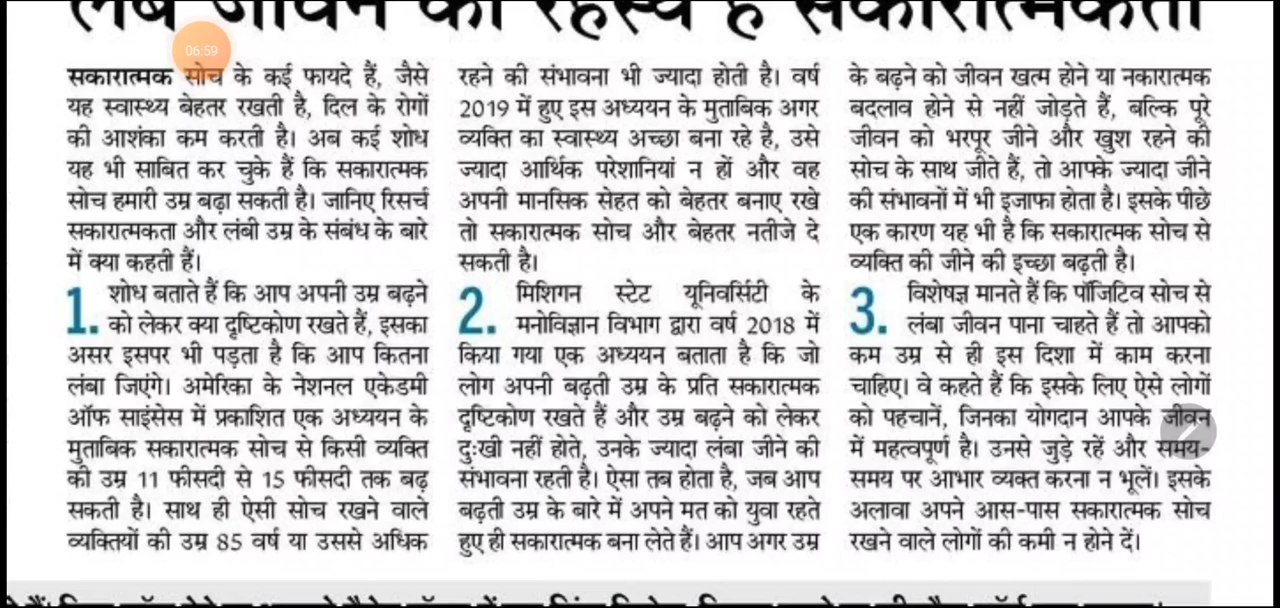 लंबे जीवन का रहस्य है सकारात्मकता
06:59
सकारात्मक सोच के कई फायदे हैं, जैसे
यह स्वास्थ्य बेहतर रखती है, दिल के रोगों
की आशंका कम करती है। अब कई शोध
यह भी साबित कर चुके हैं कि सकारात्मक
सोच हमारी उम्र बढ़ा सकती है। जानिए रिसर्च
सकारात्मकता और लंबी उम्र के संबंध के बारे
में क्या कहती हैं।
1. शोध बताते हैं कि आप अपनी उम्र बढ़ने
को लेकर क्या दृष्टिकोण रखते हैं, इसका
असर इसपर भी पड़ता है कि आप कितना
लंबा जिएंगे। अमेरिका के नेशनल एकेडमी
ऑफ साइंसेस में प्रकाशित एक अध्ययन के
मुताबिक सकारात्मक सोच से किसी व्यक्ति
की उम्र 11 फीसदी से 15 फीसदी तक बढ़
सकती है। साथ ही ऐसी सोच रखने वाले
व्यक्तियों की उम्र 85 वर्ष या उससे अधिक
रहने की संभावना भी ज्यादा होती है। वर्ष
2019 में हुए इस अध्ययन के मुताबिक अगर
व्यक्ति का स्वास्थ्य अच्छा बना रहे है, उसे
ज्यादा आर्थिक परेशानियां न हों और वह
अपनी मानसिक सेहत को बेहतर बनाए रखे
तो सकारात्मक सोच और बेहतर नतीजे दे
सकती है।
2. मिशिगन स्टेट यूनिवर्सिटी के
मनोविज्ञान विभाग द्वारा वर्ष 2018 में
किया गया एक अध्ययन बताता है कि जो
लोग अपनी बढ़ती उम्र के प्रति सकारात्मक
दृष्टिकोण रखते हैं और उम्र बढ़ने को लेकर
दुःखी नहीं होते, उनके ज्यादा लंबा जीने की
संभावना रहती है। ऐसा तब होता है, जब आप
बढ़ती उम्र के बारे में अपने मत को युवा रहते
हुए ही सकारात्मक बना लेते हैं। आप अगर उम्र
के बढ़ने को जीवन खत्म होने या नकारात्मक
बदलाव होने से नहीं जोड़ते हैं, बल्कि पूरे
जीवन को भरपूर जीने और खुश रहने की
सोच के साथ जीते हैं, तो आपके ज्यादा जीने
की संभावनों में भी इजाफा होता है। इसके पीछे
एक कारण यह भी है कि सकारात्मक सोच से
व्यक्ति की जीने की इच्छा बढ़ती है।
3. विशेषज्ञ मानते हैं कि पॉजिटिव सोच से
लंबा जीवन पाना चाहते हैं तो आपको
कम उम्र से ही इस दिशा में काम करना
चाहिए। वे कहते हैं कि इसके लिए ऐसे लोगों
को पहचानें, जिनका योगदान आपके जीवन
में महत्वपूर्ण है। उनसे जुड़े रहें और समय-
समय पर आभार व्यक्त करना न भूलें। इसके
अलावा अपने आस-पास सकारात्मक सोच
रखने वाले लोगों की कमी न होने दें।